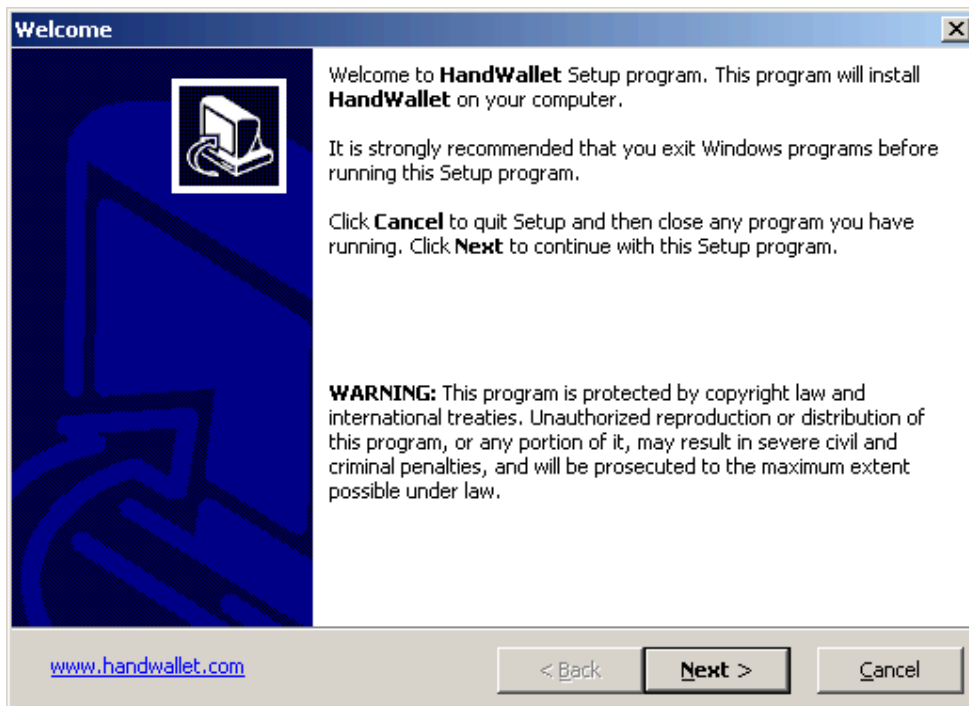 Welcome
Welcome to HandWallet Setup program. This program will install
HandWallet on your computer.
It is strongly recommended that you exit Windows programs before
running this Setup program.
Click Cancel to quit Setup and then close any program you have
running. Click Next to continue with this Setup program.
WARNING: This program is protected by copyright law and
international treaties. Unauthorized reproduction or distribution of
this program, or any portion of it, may result in severe civil and
criminal penalties, and will be prosecuted to the maximum extent
possible under law.
www.handwallet.com
< Back
Next >
Cancel